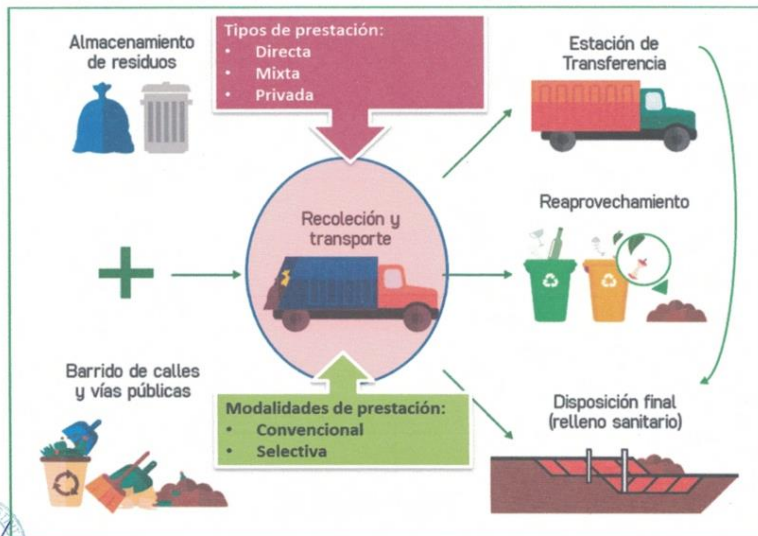 Almacenamiento
de residuos
Tipos de prestación:
• Directa
• Mixta
• Privada
Estación de
Transferencia
Recoleción y
transporte
Reaprovechamiento
Barrido de calles
y vías públicas
Modalidades de prestación:
• Convencional
• Selectiva
Disposición final
(relleno sanitario)